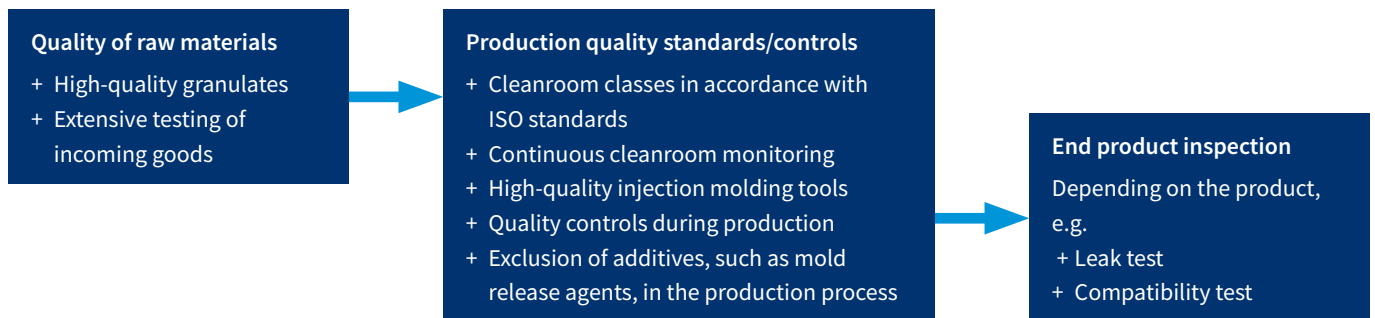 Quality of raw materials
+ High-quality granulates
+ Extensive testing of
incoming goods
Production quality standards/controls
+ Cleanroom classes in accordance with
ISO standards
+ Continuous cleanroom monitoring
+ High-quality injection molding tools
+ Quality controls during production
+ Exclusion of additives, such as mold
release agents, in the production process
End product inspection
Depending on the product,
e.g.
+ Leak test
+ Compatibility test